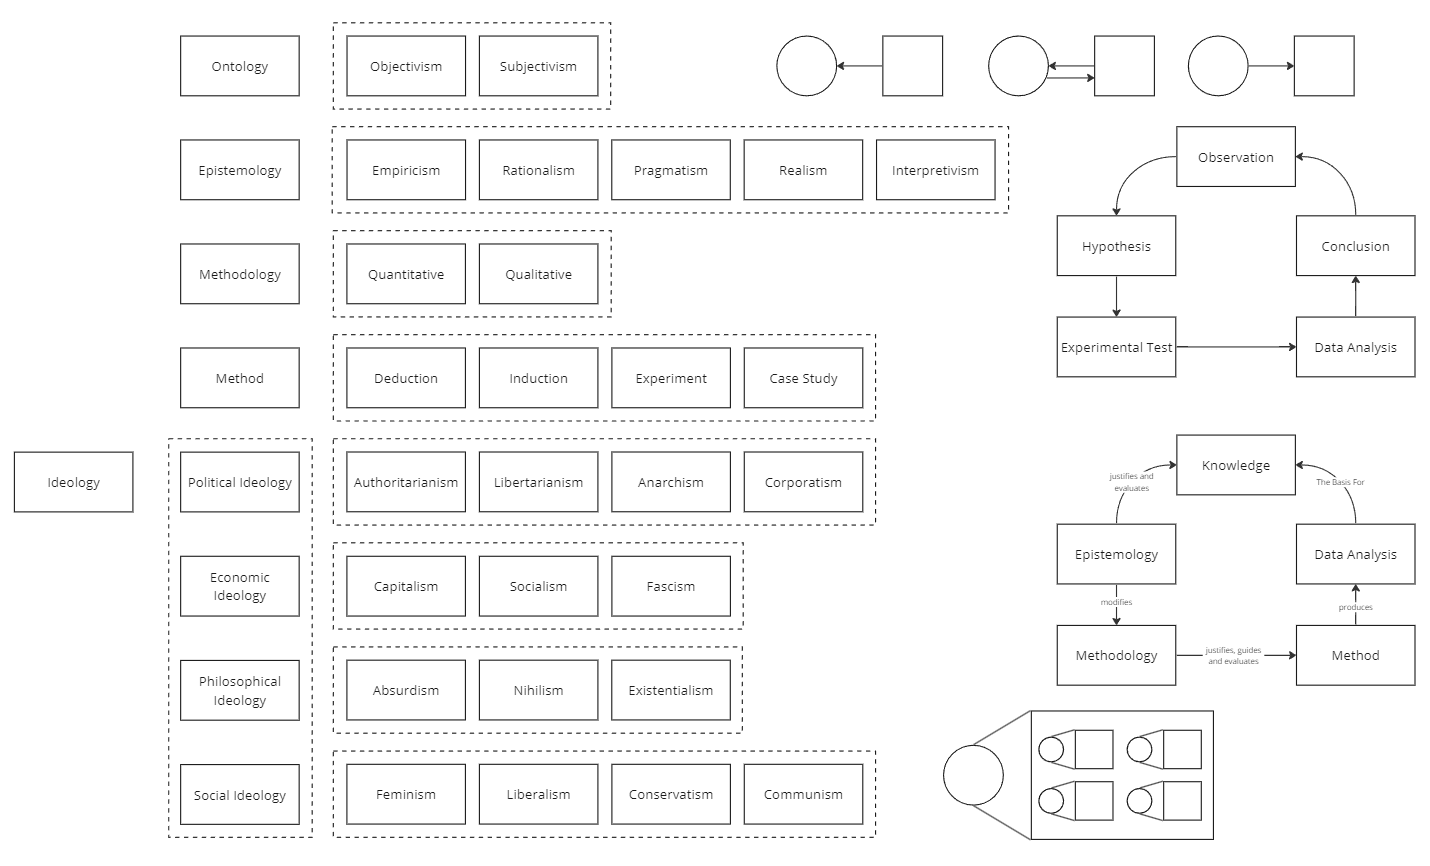 Ontology
Objectivism
Subjectivism
Epistemology
Empiricism
Rationalism
Pragmatism
Realism
Interpretivism
Methodology
Quantitative
Qualitative
Method
Deduction
Induction
Experiment
Case Study
Ideology
Political Ideology
Authoritarianism
Libertarianism
Anarchism
Corporatism
Economic
Ideology
Capitalism
Socialism
Fascism
Philosophical
Ideology
Absurdism
Nihilism
Existentialism
Social Ideology
Feminism
Liberalism
Conservatism
Communism
Observation
Hypothesis
Conclusion
Experimental Test
Data Analysis
Knowledge
justifies and
evaluates
The Basis For
Epistemology
Data Analysis
modifies
produces
Methodology
justifies, guides
and evaluates
Method